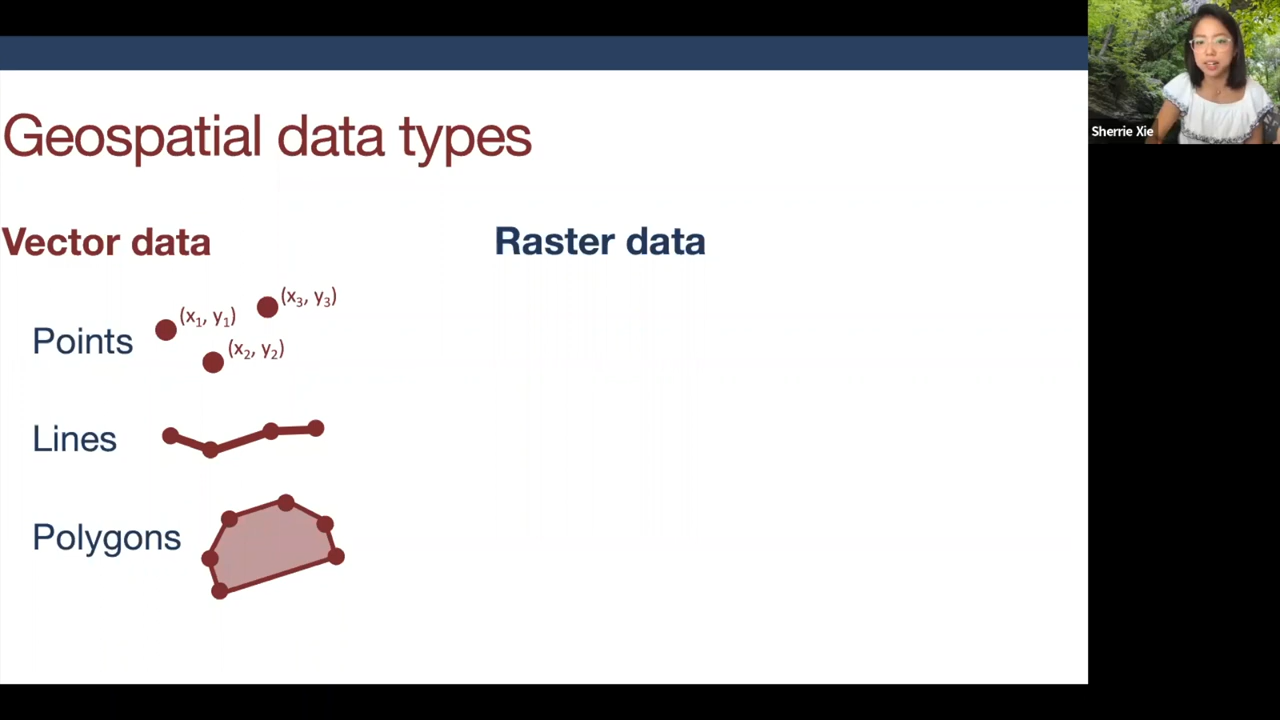 Geospatial data types
Vector data
Raster data
Points
(x₁, y₁)
(x₂, y₂)
(x₃, y₃)
Lines
Polygons
Sherrie Xie